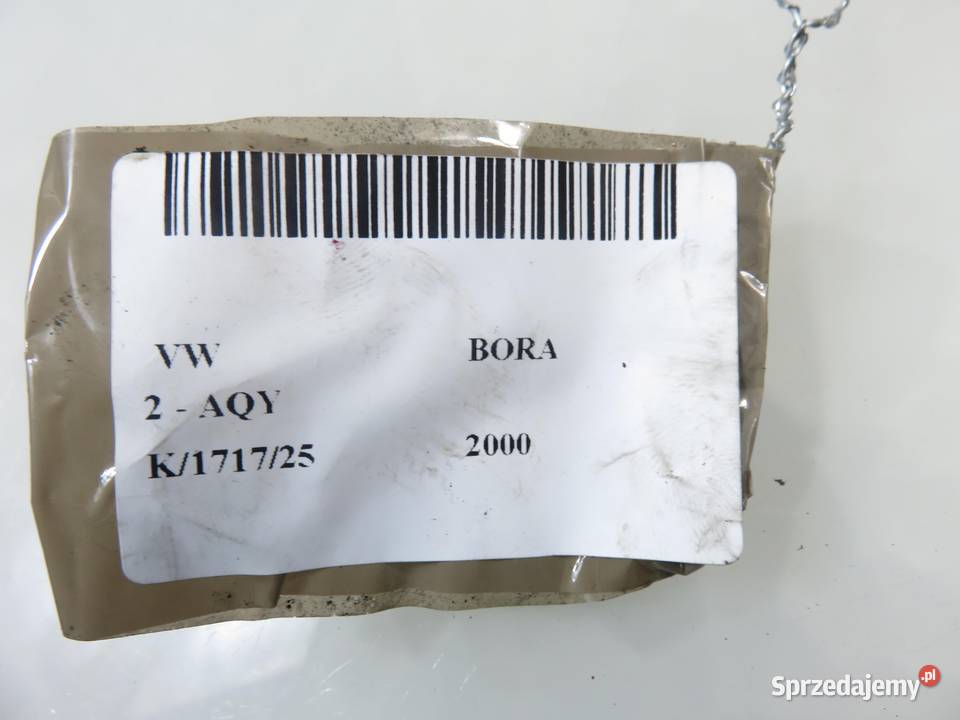 VW BORA
2 - AQY
K/1717/25 2000
Sprzedajemy.pl